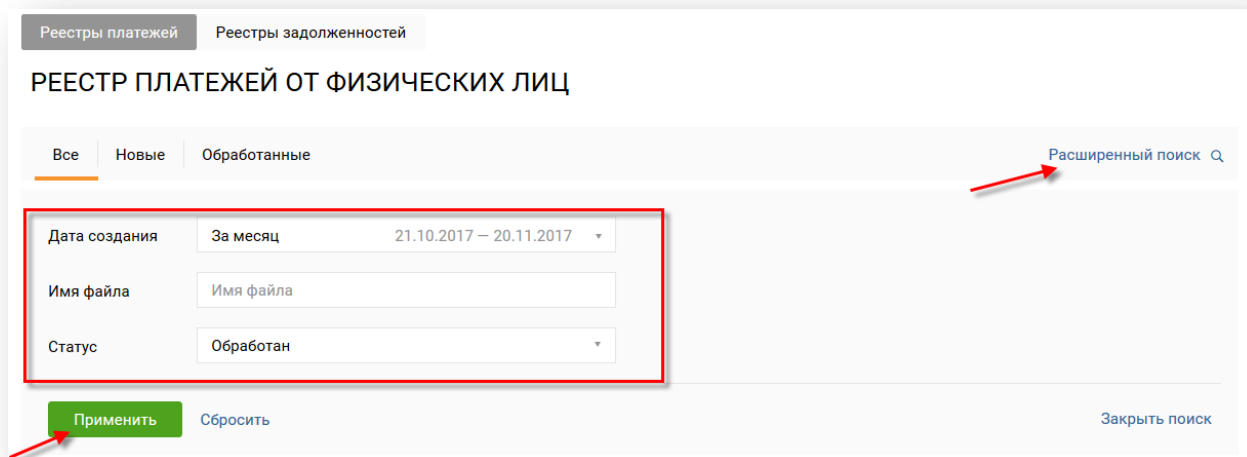 Реестры платежей Реестры задолженностей
РЕЕСТР ПЛАТЕЖЕЙ ОТ ФИЗИЧЕСКИХ ЛИЦ
Все Новые Обработанные Расширенный поиск
Дата создания За месяц 21.10.2017 — 20.11.2017
Имя файла Имя файла
Статус Обработан
Применить Сбросить Закрыть поиск